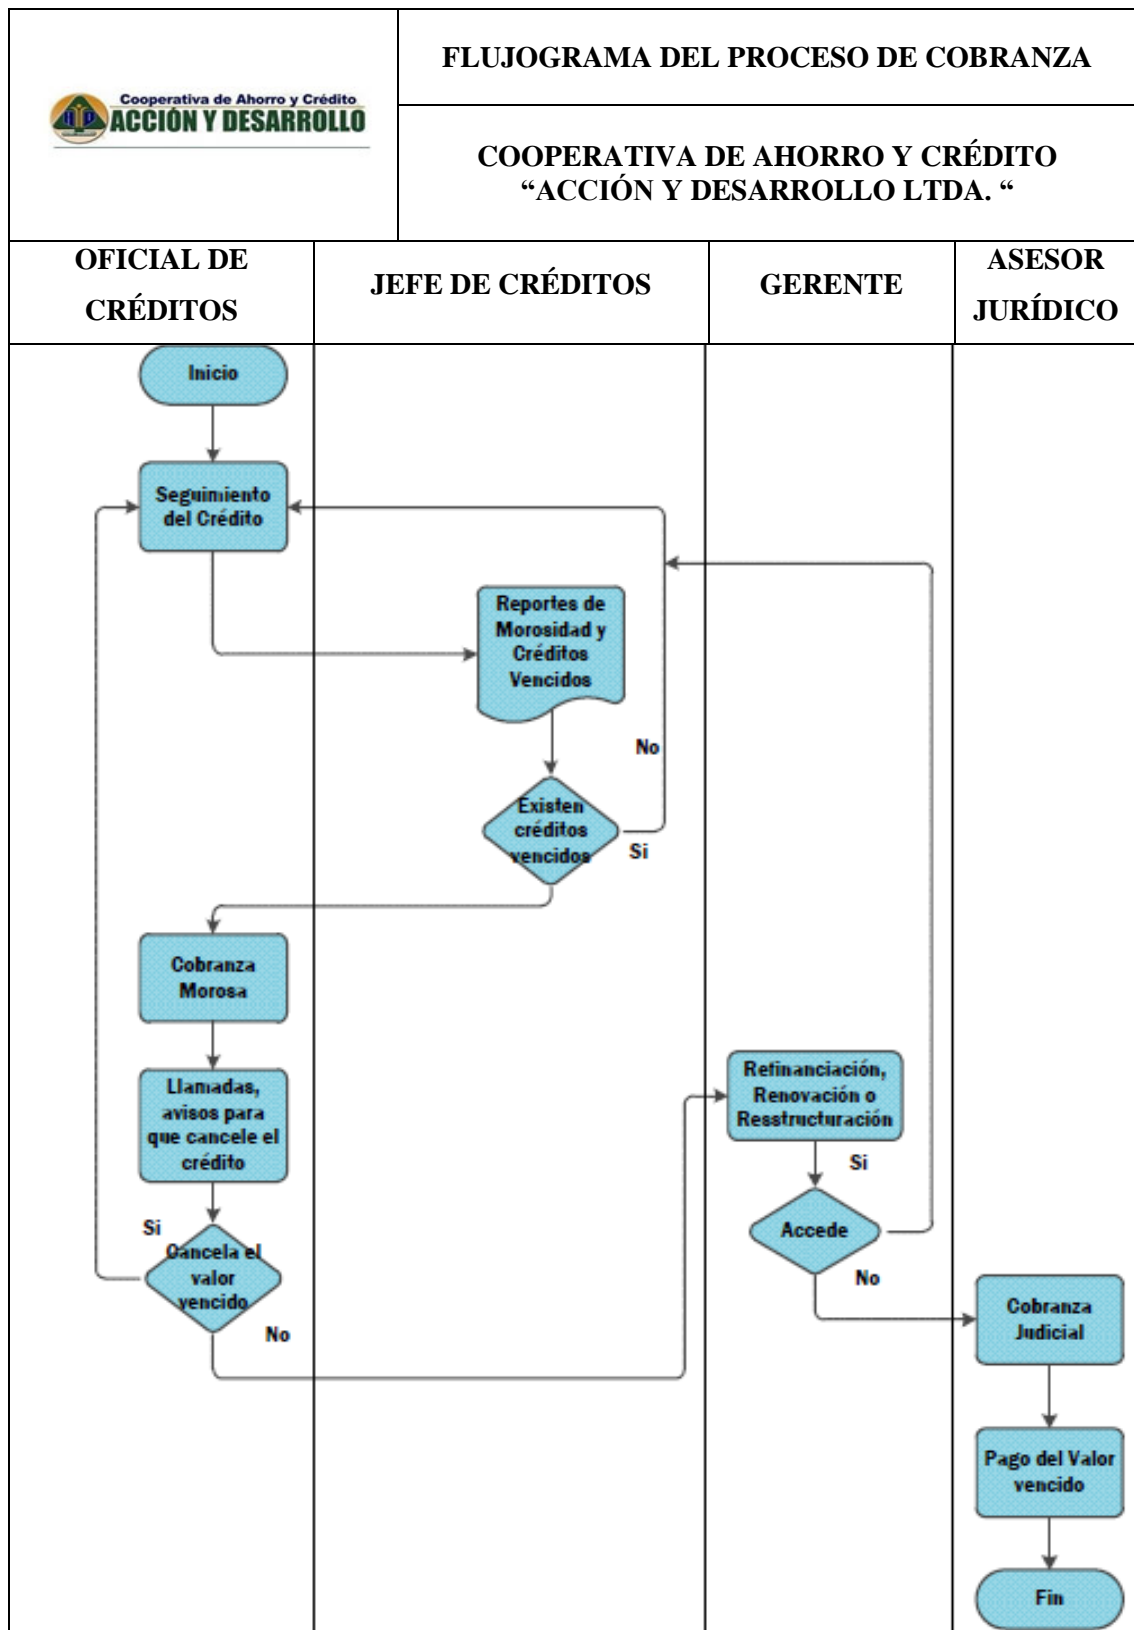 FLUJOGRAMA DEL PROCESO DE COBRANZA
Cooperativa de Ahorro y Crédito
ACCIÓN Y DESARROLLO
COOPERATIVA DE AHORRO Y CRÉDITO
“ACCIÓN Y DESARROLLO LTDA. “
OFICIAL DE
CRÉDITOS
JEFE DE CRÉDITOS
GERENTE
ASESOR
JURÍDICO
Inicio
Seguimiento
del Crédito
Reportes de
Morosidad y
Créditos
Vencidos
No
Existen
créditos
vencidos
Si
Cobranza
Morosa
Llamadas,
avisos para
que cancele el
crédito
Si
Cancela el
valor
vencido
No
Refinanciación,
Renovación o
Resstructuración
Si
Accede
No
Cobranza
Judicial
Pago del Valor
vencido
Fin